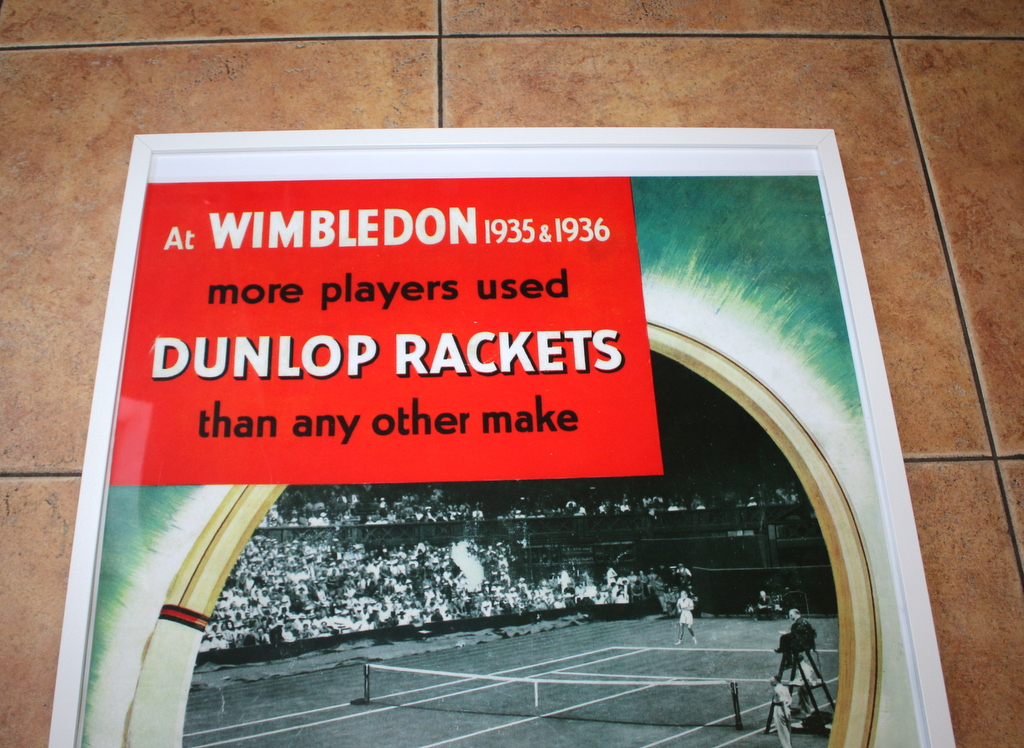 At WIMBLEDON 1935 & 1936
more players used
DUNLOP RACKETS
than any other make